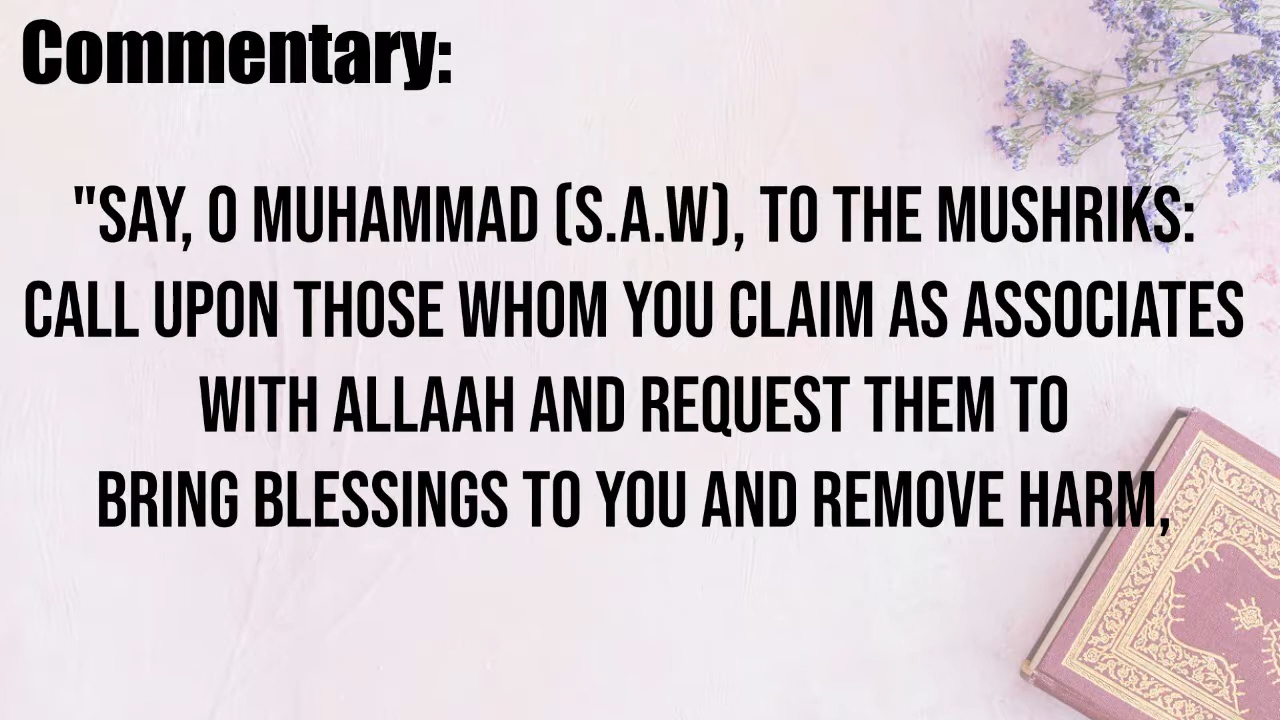 Commentary:
"SAY, O MUHAMMAD (S.A.W), TO THE MUSHRIKS:
CALL UPON THOSE WHOM YOU CLAIM AS ASSOCIATES
WITH ALLAAH AND REQUEST THEM TO
BRING BLESSINGS TO YOU AND REMOVE HARM,